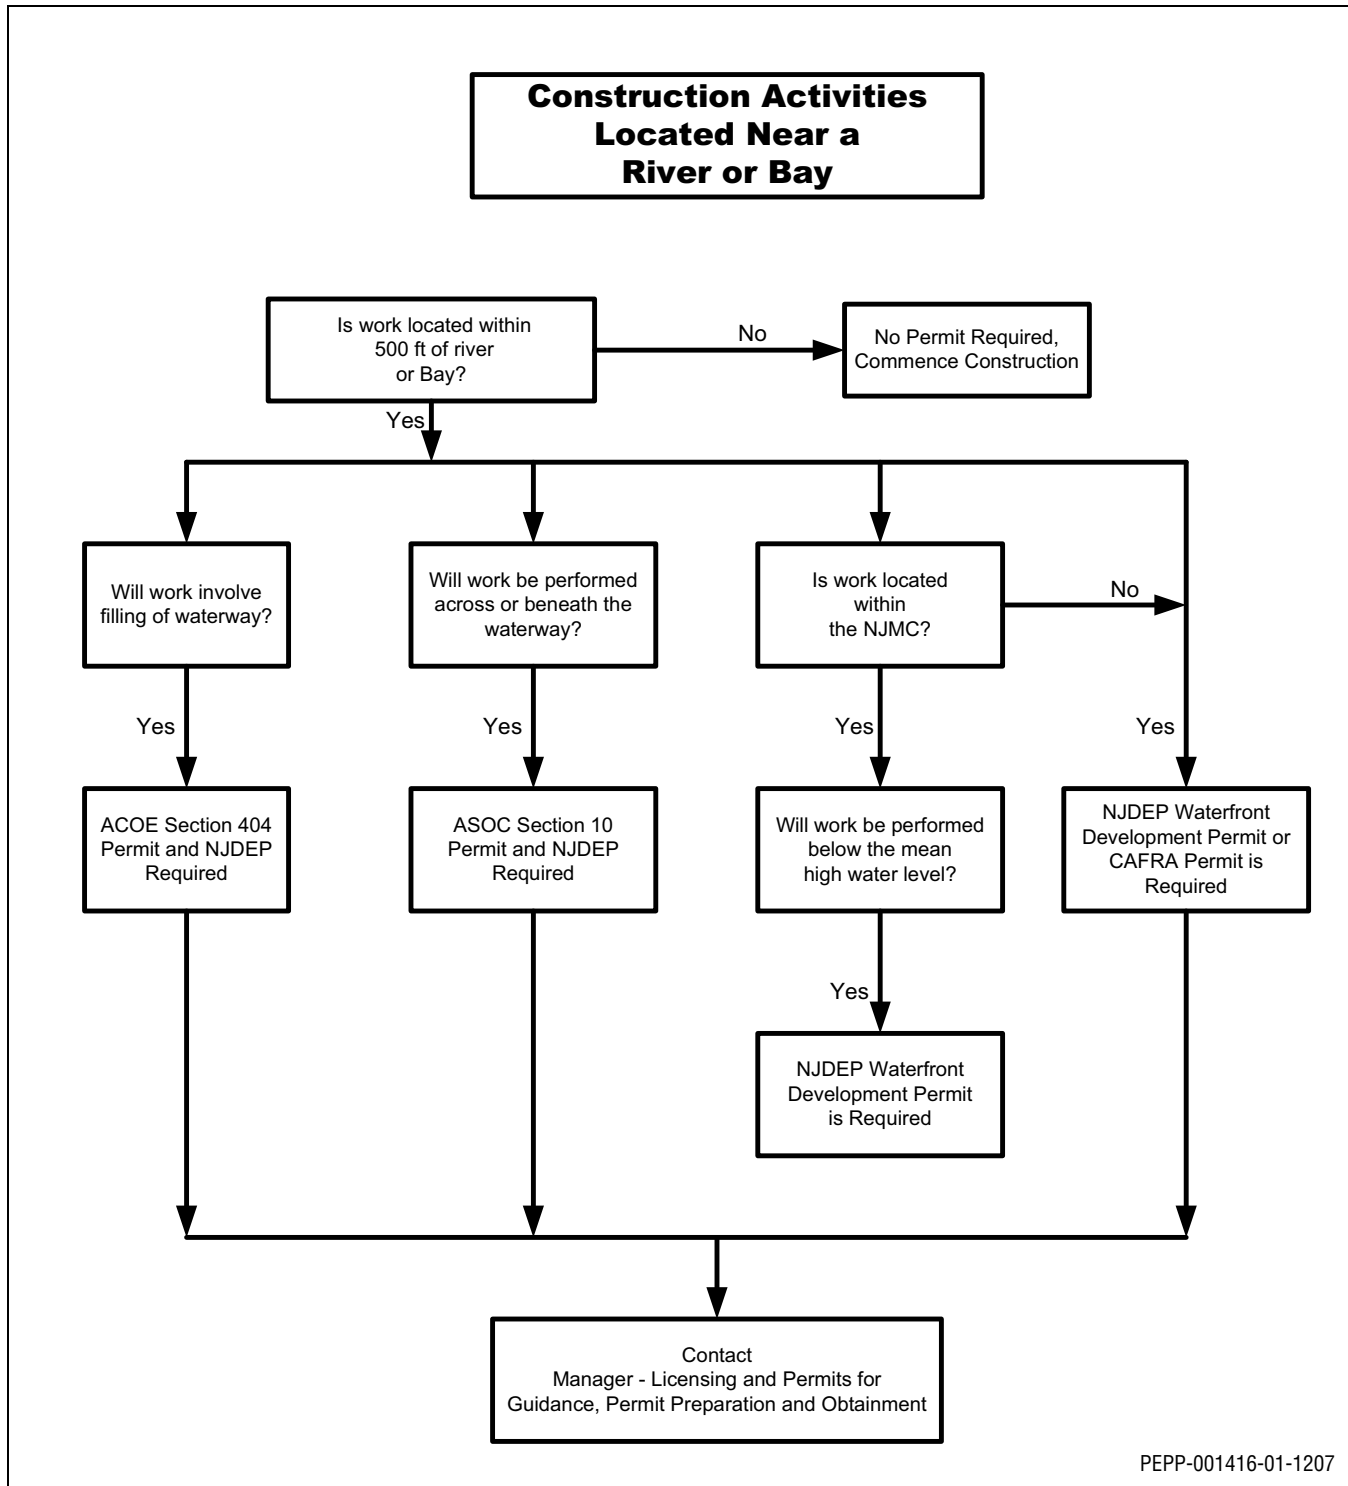 Construction Activities
Located Near a
River or Bay
Is work located within
500 ft of river
or Bay?
No
No Permit Required,
Commence Construction
Yes
Will work involve
filling of waterway?
Will work be performed
across or beneath the
waterway?
Is work located
within
the NJMC?
No
Yes
Yes
Yes
Yes
ACOE Section 404
Permit and NJDEP
Required
ASOC Section 10
Permit and NJDEP
Required
Will work be performed
below the mean
high water level?
NJDEP Waterfront
Development Permit or
CAFRA Permit is
Required
Yes
NJDEP Waterfront
Development Permit
is Required
Contact
Manager - Licensing and Permits for
Guidance, Permit Preparation and Obtainment
PEPP-001416-01-1207